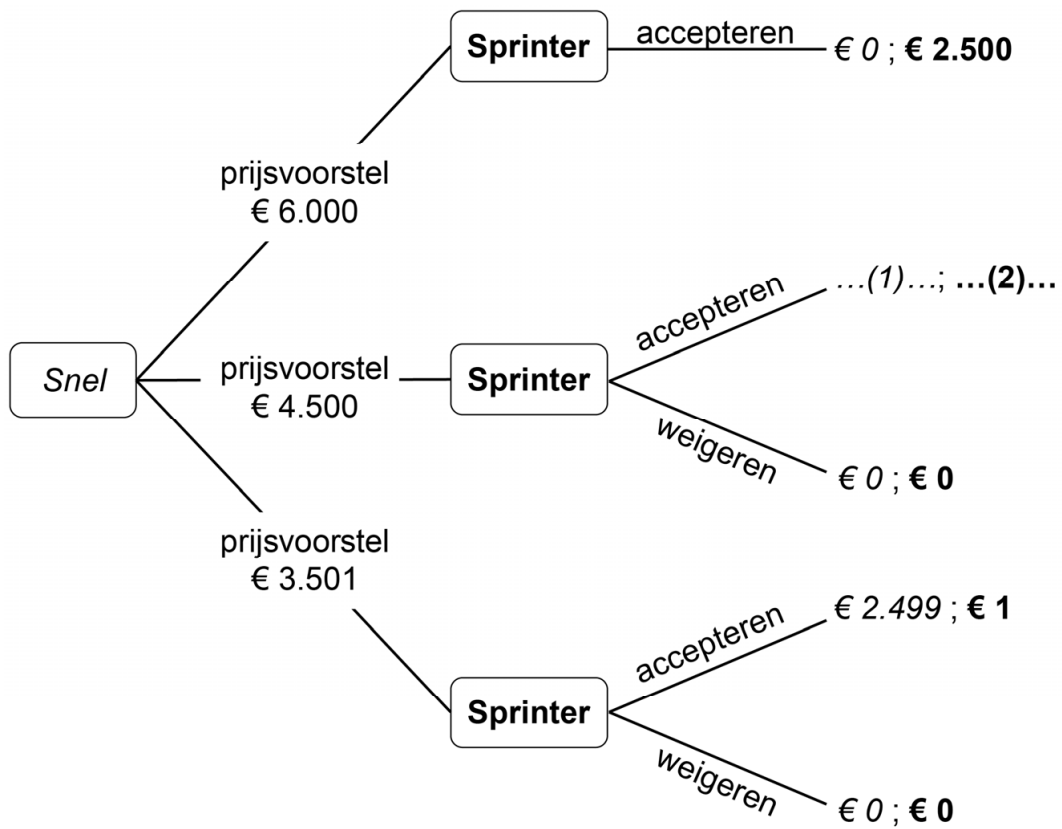 Sprinter
accepteren
€ 0 ; € 2.500
prijsvoorstel
€ 6.000
Snel
prijsvoorstel
€ 4.500
Sprinter
accepteren
…(1)…; …(2)…
weigeren
€ 0 ; € 0
prijsvoorstel
€ 3.501
Sprinter
accepteren
€ 2.499 ; € 1
weigeren
€ 0 ; € 0